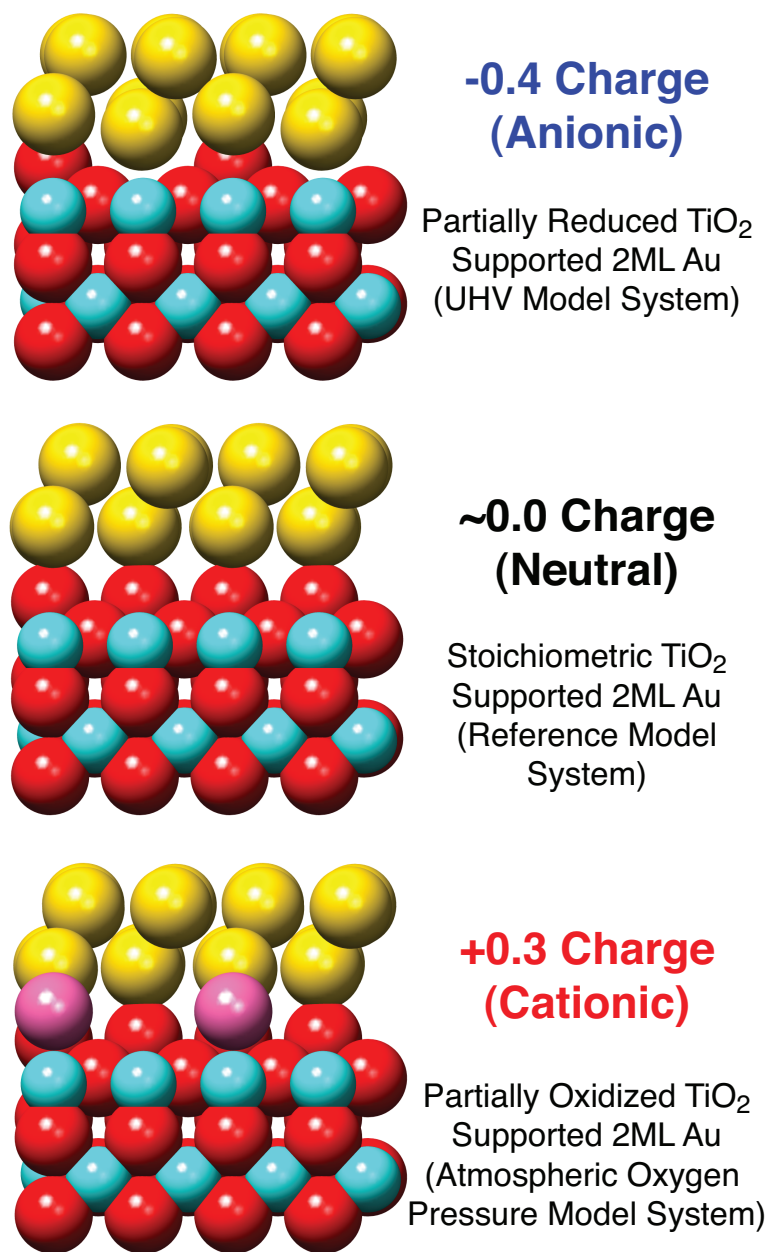 -0.4 Charge
(Anionic)
Partially Reduced TiO₂
Supported 2ML Au
(UHV Model System)
~0.0 Charge
(Neutral)
Stoichiometric TiO₂
Supported 2ML Au
(Reference Model
System)
+0.3 Charge
(Cationic)
Partially Oxidized TiO₂
Supported 2ML Au
(Atmospheric Oxygen
Pressure Model System)